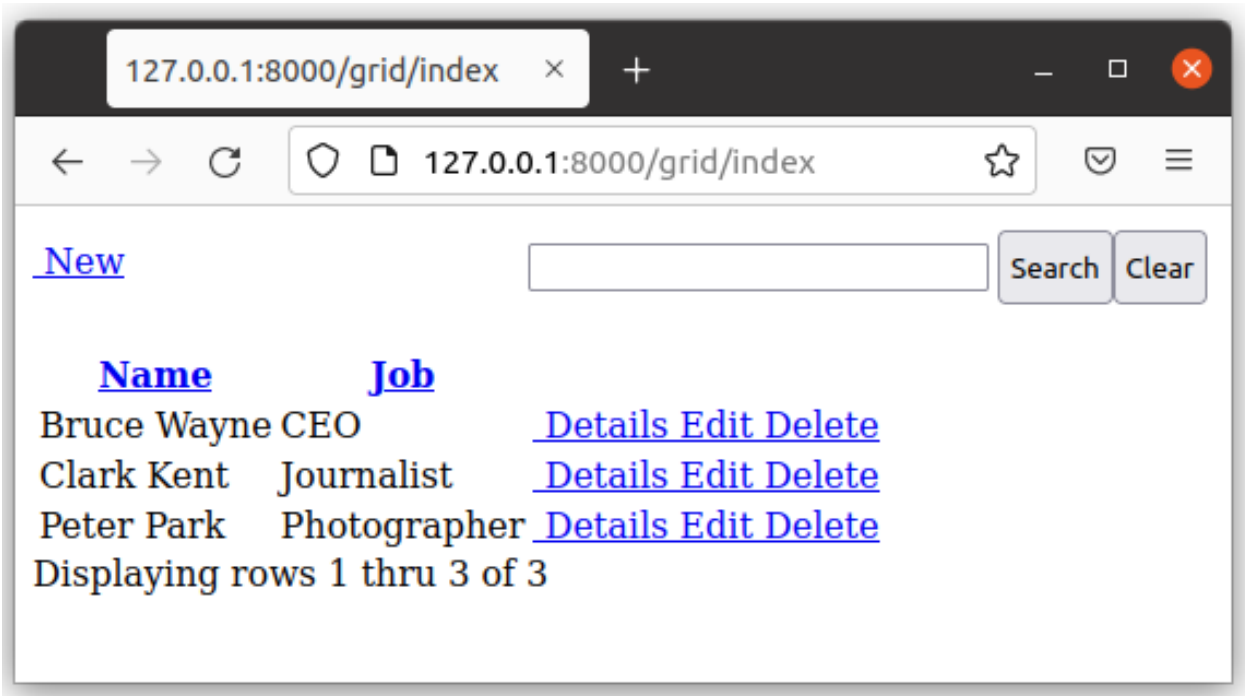 127.0.0.1:8000/grid/index
127.0.0.1:8000/grid/index
New Search Clear
Name Job
Bruce Wayne CEO Details Edit Delete
Clark Kent Journalist Details Edit Delete
Peter Park Photographer Details Edit Delete
Displaying rows 1 thru 3 of 3